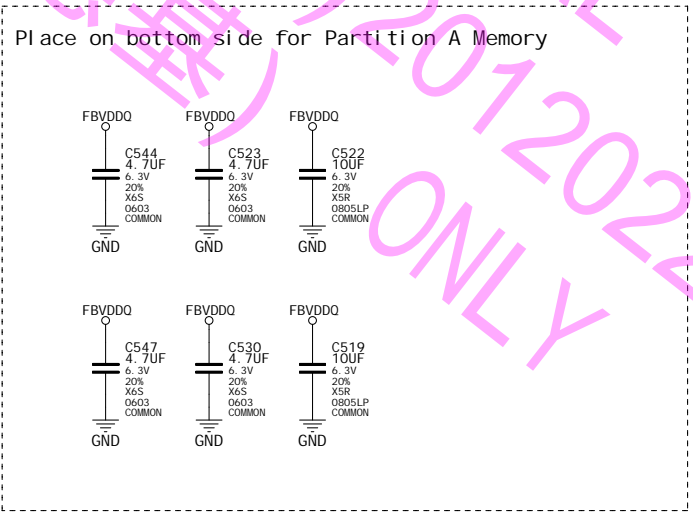 Place on bottom side for Partition A Memory
FBVDDQ
C544
4.7UF
6.3V
20%
X6S
0603
COMMON
GND
FBVDDQ
C523
4.7UF
6.3V
20%
X6S
0603
COMMON
GND
FBVDDQ
C522
10UF
6.3V
20%
X5R
0805LP
COMMON
GND
FBVDDQ
C547
4.7UF
6.3V
20%
X6S
0603
COMMON
GND
FBVDDQ
C530
4.7UF
6.3V
20%
X6S
0603
COMMON
GND
FBVDDQ
C519
10UF
6.3V
20%
X5R
0805LP
COMMON
GND
基)
2012022
ONLY